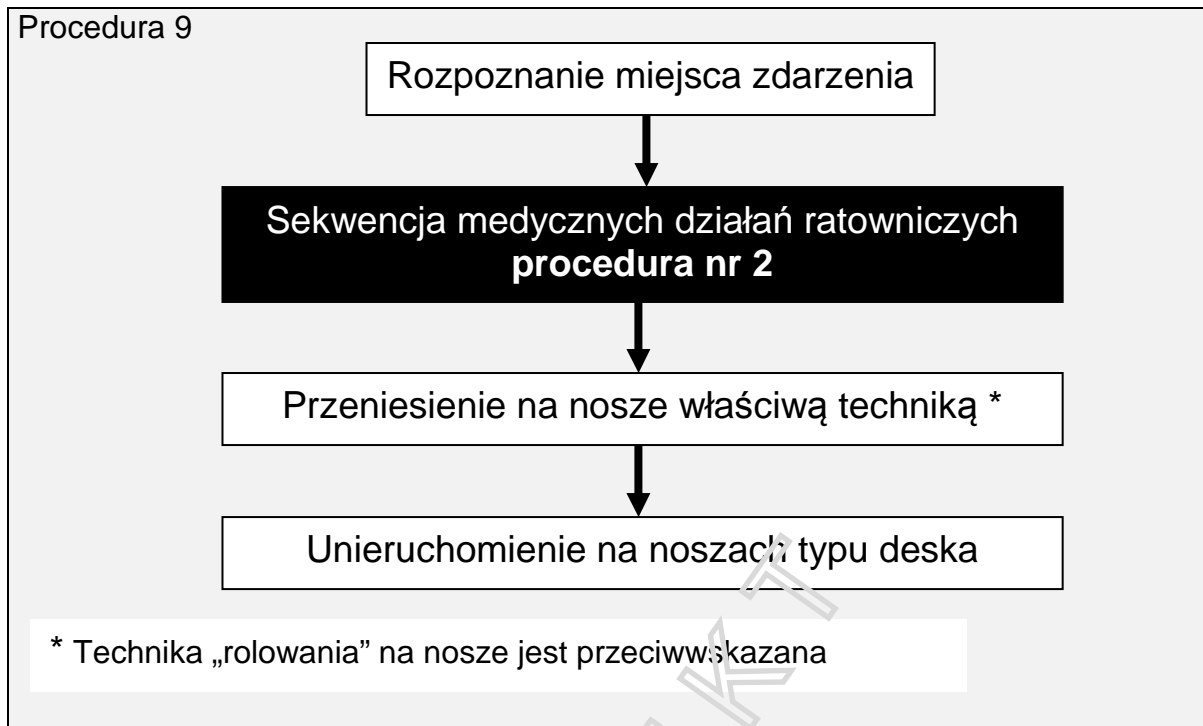 Procedura 9
Rozpoznanie miejsca zdarzenia
Sekwencja medycznych działań ratowniczych
procedura nr 2
Przeniesienie na nosze właściwą techniką *
Unieruchomienie na noszach typu deska
* Technika „rolowania” na nosze jest przeciwwskazana